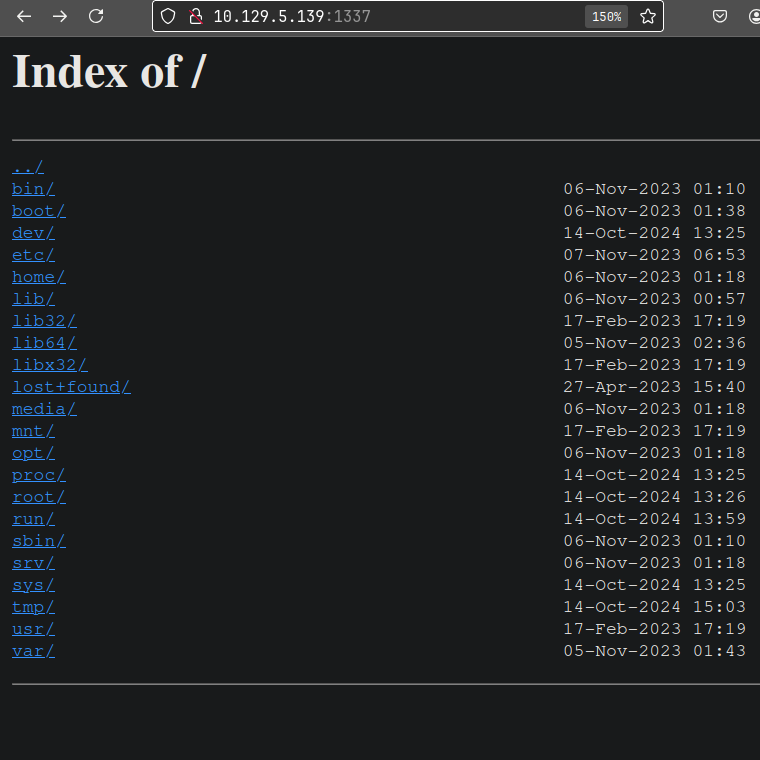 10.129.5.139:1337 150%
Index of /
../
bin/ 06-Nov-2023 01:10
boot/ 06-Nov-2023 01:38
dev/ 14-Oct-2024 13:25
etc/ 07-Nov-2023 06:53
home/ 06-Nov-2023 01:18
lib/ 06-Nov-2023 00:57
lib32/ 17-Feb-2023 17:19
lib64/ 05-Nov-2023 02:36
libx32/ 17-Feb-2023 17:19
lost+found/ 27-Apr-2023 15:40
media/ 06-Nov-2023 01:18
mnt/ 17-Feb-2023 17:19
opt/ 06-Nov-2023 01:18
proc/ 14-Oct-2024 13:25
root/ 14-Oct-2024 13:26
run/ 14-Oct-2024 13:59
sbin/ 06-Nov-2023 01:10
srv/ 06-Nov-2023 01:18
sys/ 14-Oct-2024 13:25
tmp/ 14-Oct-2024 15:03
usr/ 17-Feb-2023 17:19
var/ 05-Nov-2023 01:43